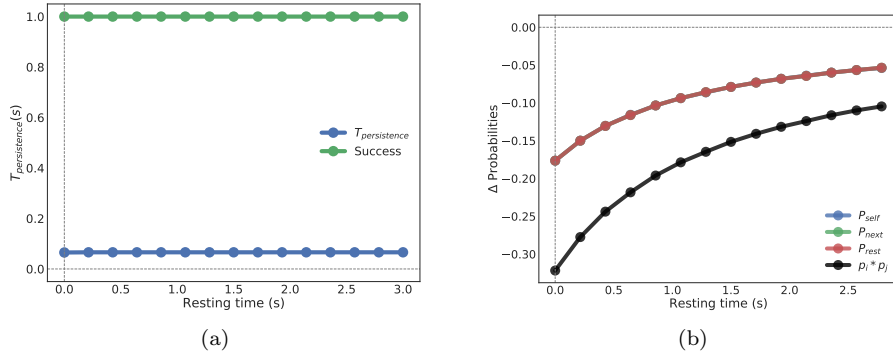 1.0
0.8
0.6
0.4
0.2
0.0
T_persistence(s)
T_persistence
Success
0.0 0.5 1.0 1.5 2.0 2.5 3.0
Resting time (s)
(a)
0.00
−0.05
−0.10
−0.15
−0.20
−0.25
−0.30
Δ Probabilities
P_self
P_next
P_rest
p_i * p_j
0.0 0.5 1.0 1.5 2.0 2.5
Resting time (s)
(b)